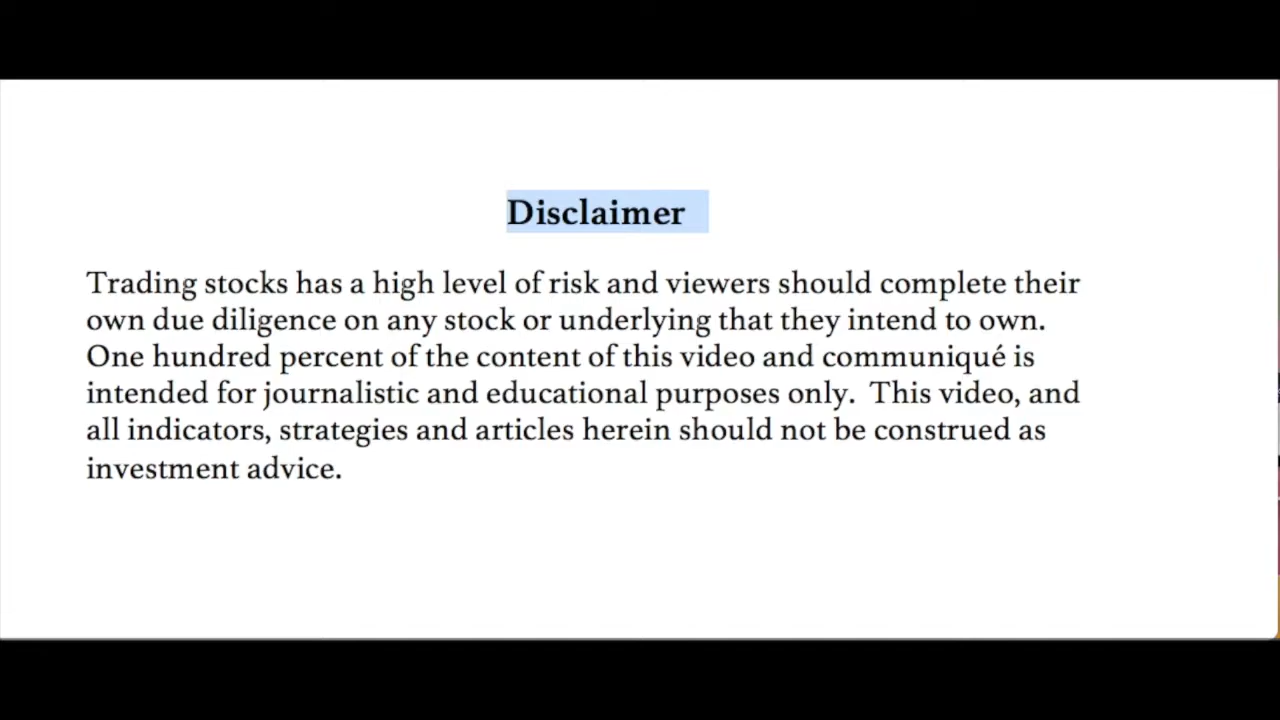 Disclaimer
Trading stocks has a high level of risk and viewers should complete their
own due diligence on any stock or underlying that they intend to own.
One hundred percent of the content of this video and communiqué is
intended for journalistic and educational purposes only.  This video, and
all indicators, strategies and articles herein should not be construed as
investment advice.